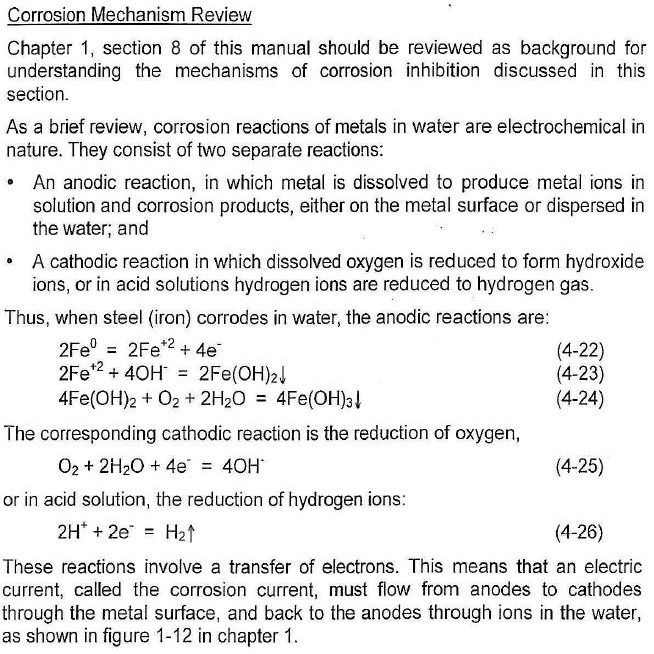 Corrosion Mechanism Review
Chapter 1, section 8 of this manual should be reviewed as background for
understanding the mechanisms of corrosion inhibition discussed in this
section.
As a brief review, corrosion reactions of metals in water are electrochemical in
nature. They consist of two separate reactions:
• An anodic reaction, in which metal is dissolved to produce metal ions in
solution and corrosion products, either on the metal surface or dispersed in
the water; and
• A cathodic reaction in which dissolved oxygen is reduced to form hydroxide
ions, or in acid solutions hydrogen ions are reduced to hydrogen gas.
Thus, when steel (iron) corrodes in water, the anodic reactions are:
2Fe⁰ = 2Fe⁺² + 4e⁻ (4-22)
2Fe⁺² + 4OH⁻ = 2Fe(OH)₂↓ (4-23)
4Fe(OH)₂ + O₂ + 2H₂O = 4Fe(OH)₃↓ (4-24)
The corresponding cathodic reaction is the reduction of oxygen,
O₂ + 2H₂O + 4e⁻ = 4OH⁻ (4-25)
or in acid solution, the reduction of hydrogen ions:
2H⁺ + 2e⁻ = H₂↑ (4-26)
These reactions involve a transfer of electrons. This means that an electric
current, called the corrosion current, must flow from anodes to cathodes
through the metal surface, and back to the anodes through ions in the water,
as shown in figure 1-12 in chapter 1.